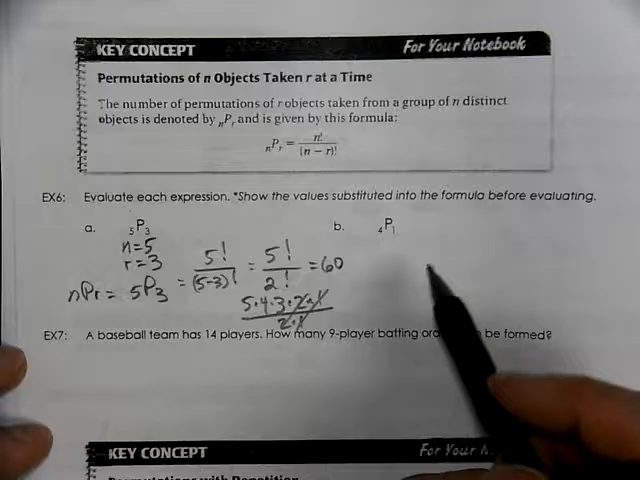 KEY CONCEPT For Your Notebook
Permutations of n Objects Taken r at a Time
The number of permutations of r objects taken from a group of n distinct
objects is denoted by ₙPᵣ and is given by this formula:
ₙPᵣ = n! / (n − r)!
EX6: Evaluate each expression. *Show the values substituted into the formula before evaluating.
a. ₅P₃ b. ₄P₁
n=5
r=3
nPr = 5P3 = 5! / (5-3)! = 5! / 2! = 60
5·4·3·2·1 / 2·1
EX7: A baseball team has 14 players. How many 9-player batting be formed?
KEY CONCEPT For Your N
Permutations with Repetition